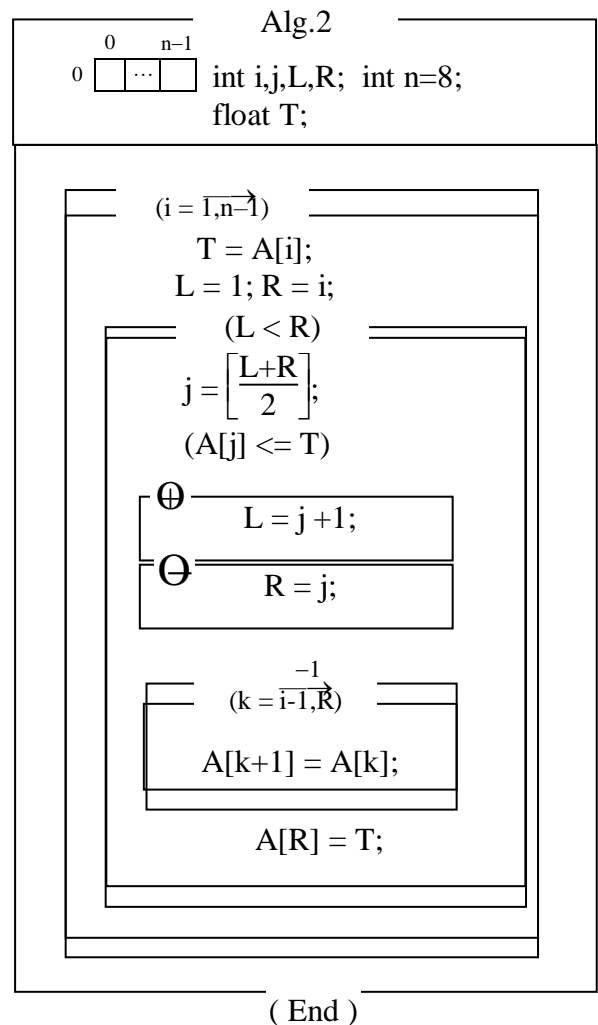 Alg.2
0 n–1
0 ... int i,j,L,R; int n=8;
float T;
(i = 1,n–1)
T = A[i];
L = 1; R = i;
(L < R)
j = [L+R/2];
(A[j] <= T)
⊕
L = j +1;
⊖
R = j;
–1
(k = i-1,R)
A[k+1] = A[k];
A[R] = T;
( End )